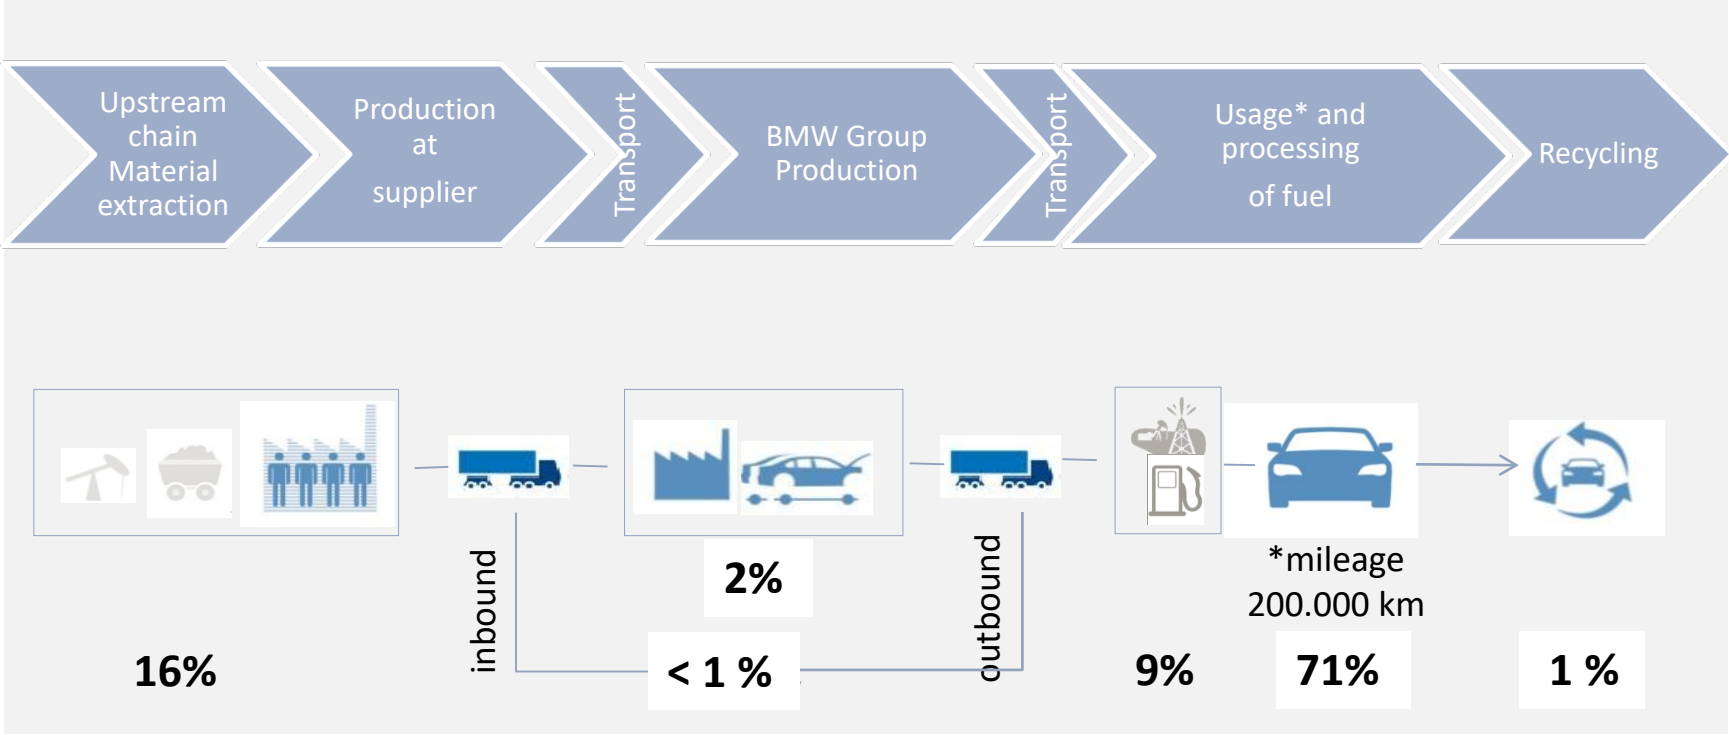 Upstream
chain
Material
extraction
Production
at
supplier
Transport
BMW Group
Production
Transport
Usage* and
processing
of fuel
Recycling
inbound
2%
outbound
*mileage
200.000 km
16%
< 1 %
9%
71%
1 %